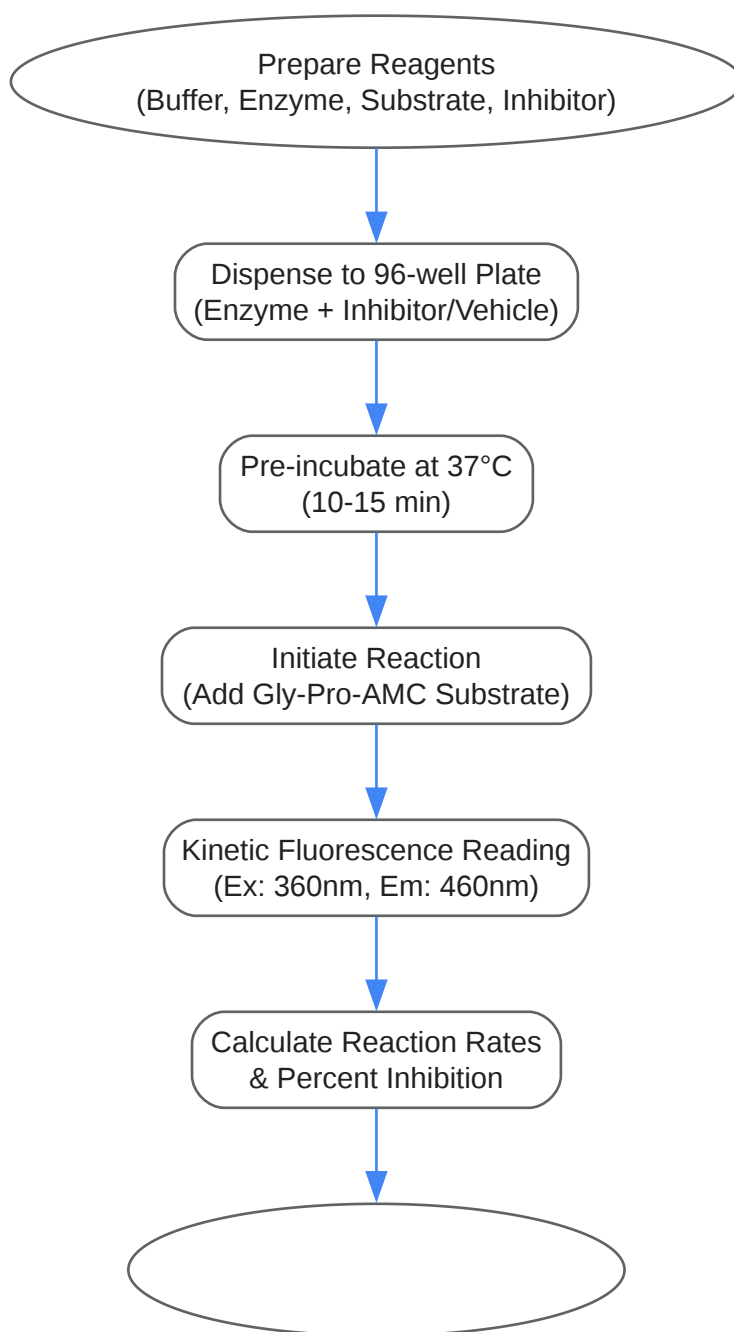 Prepare Reagents
(Buffer, Enzyme, Substrate, Inhibitor)
Dispense to 96-well Plate
(Enzyme + Inhibitor/Vehicle)
Pre-incubate at 37°C
(10-15 min)
Initiate Reaction
(Add Gly-Pro-AMC Substrate)
Kinetic Fluorescence Reading
(Ex: 360nm, Em: 460nm)
Calculate Reaction Rates
& Percent Inhibition